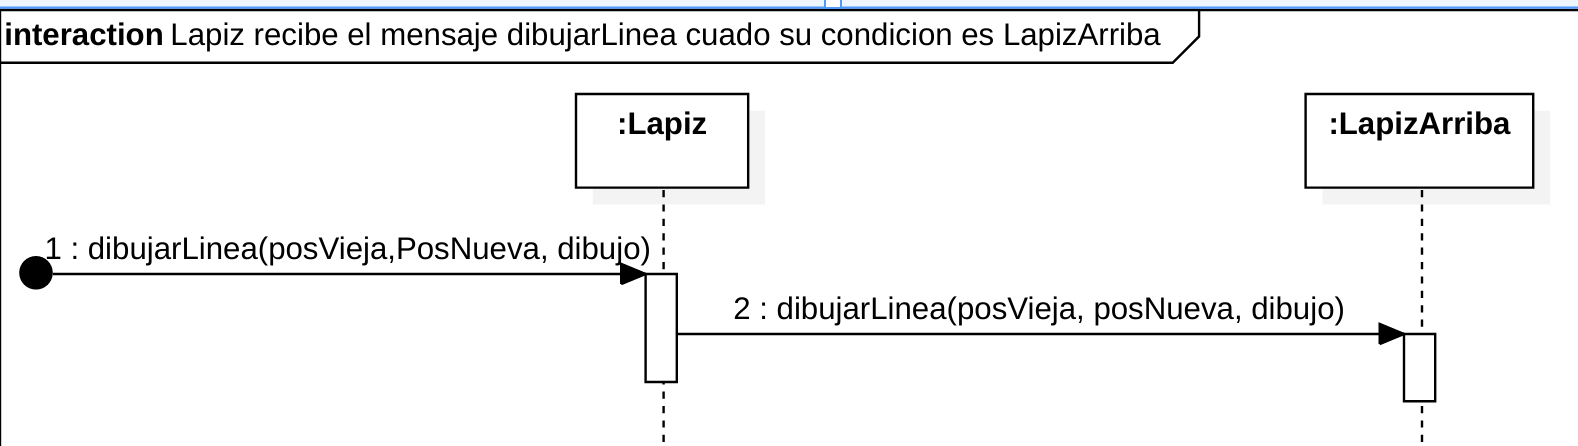 interaction Lapiz recibe el mensaje dibujarLinea cuado su condicion es LapizArriba
:Lapiz
:LapizArriba
1 : dibujarLinea(posVieja,PosNueva, dibujo)
2 : dibujarLinea(posVieja, posNueva, dibujo)